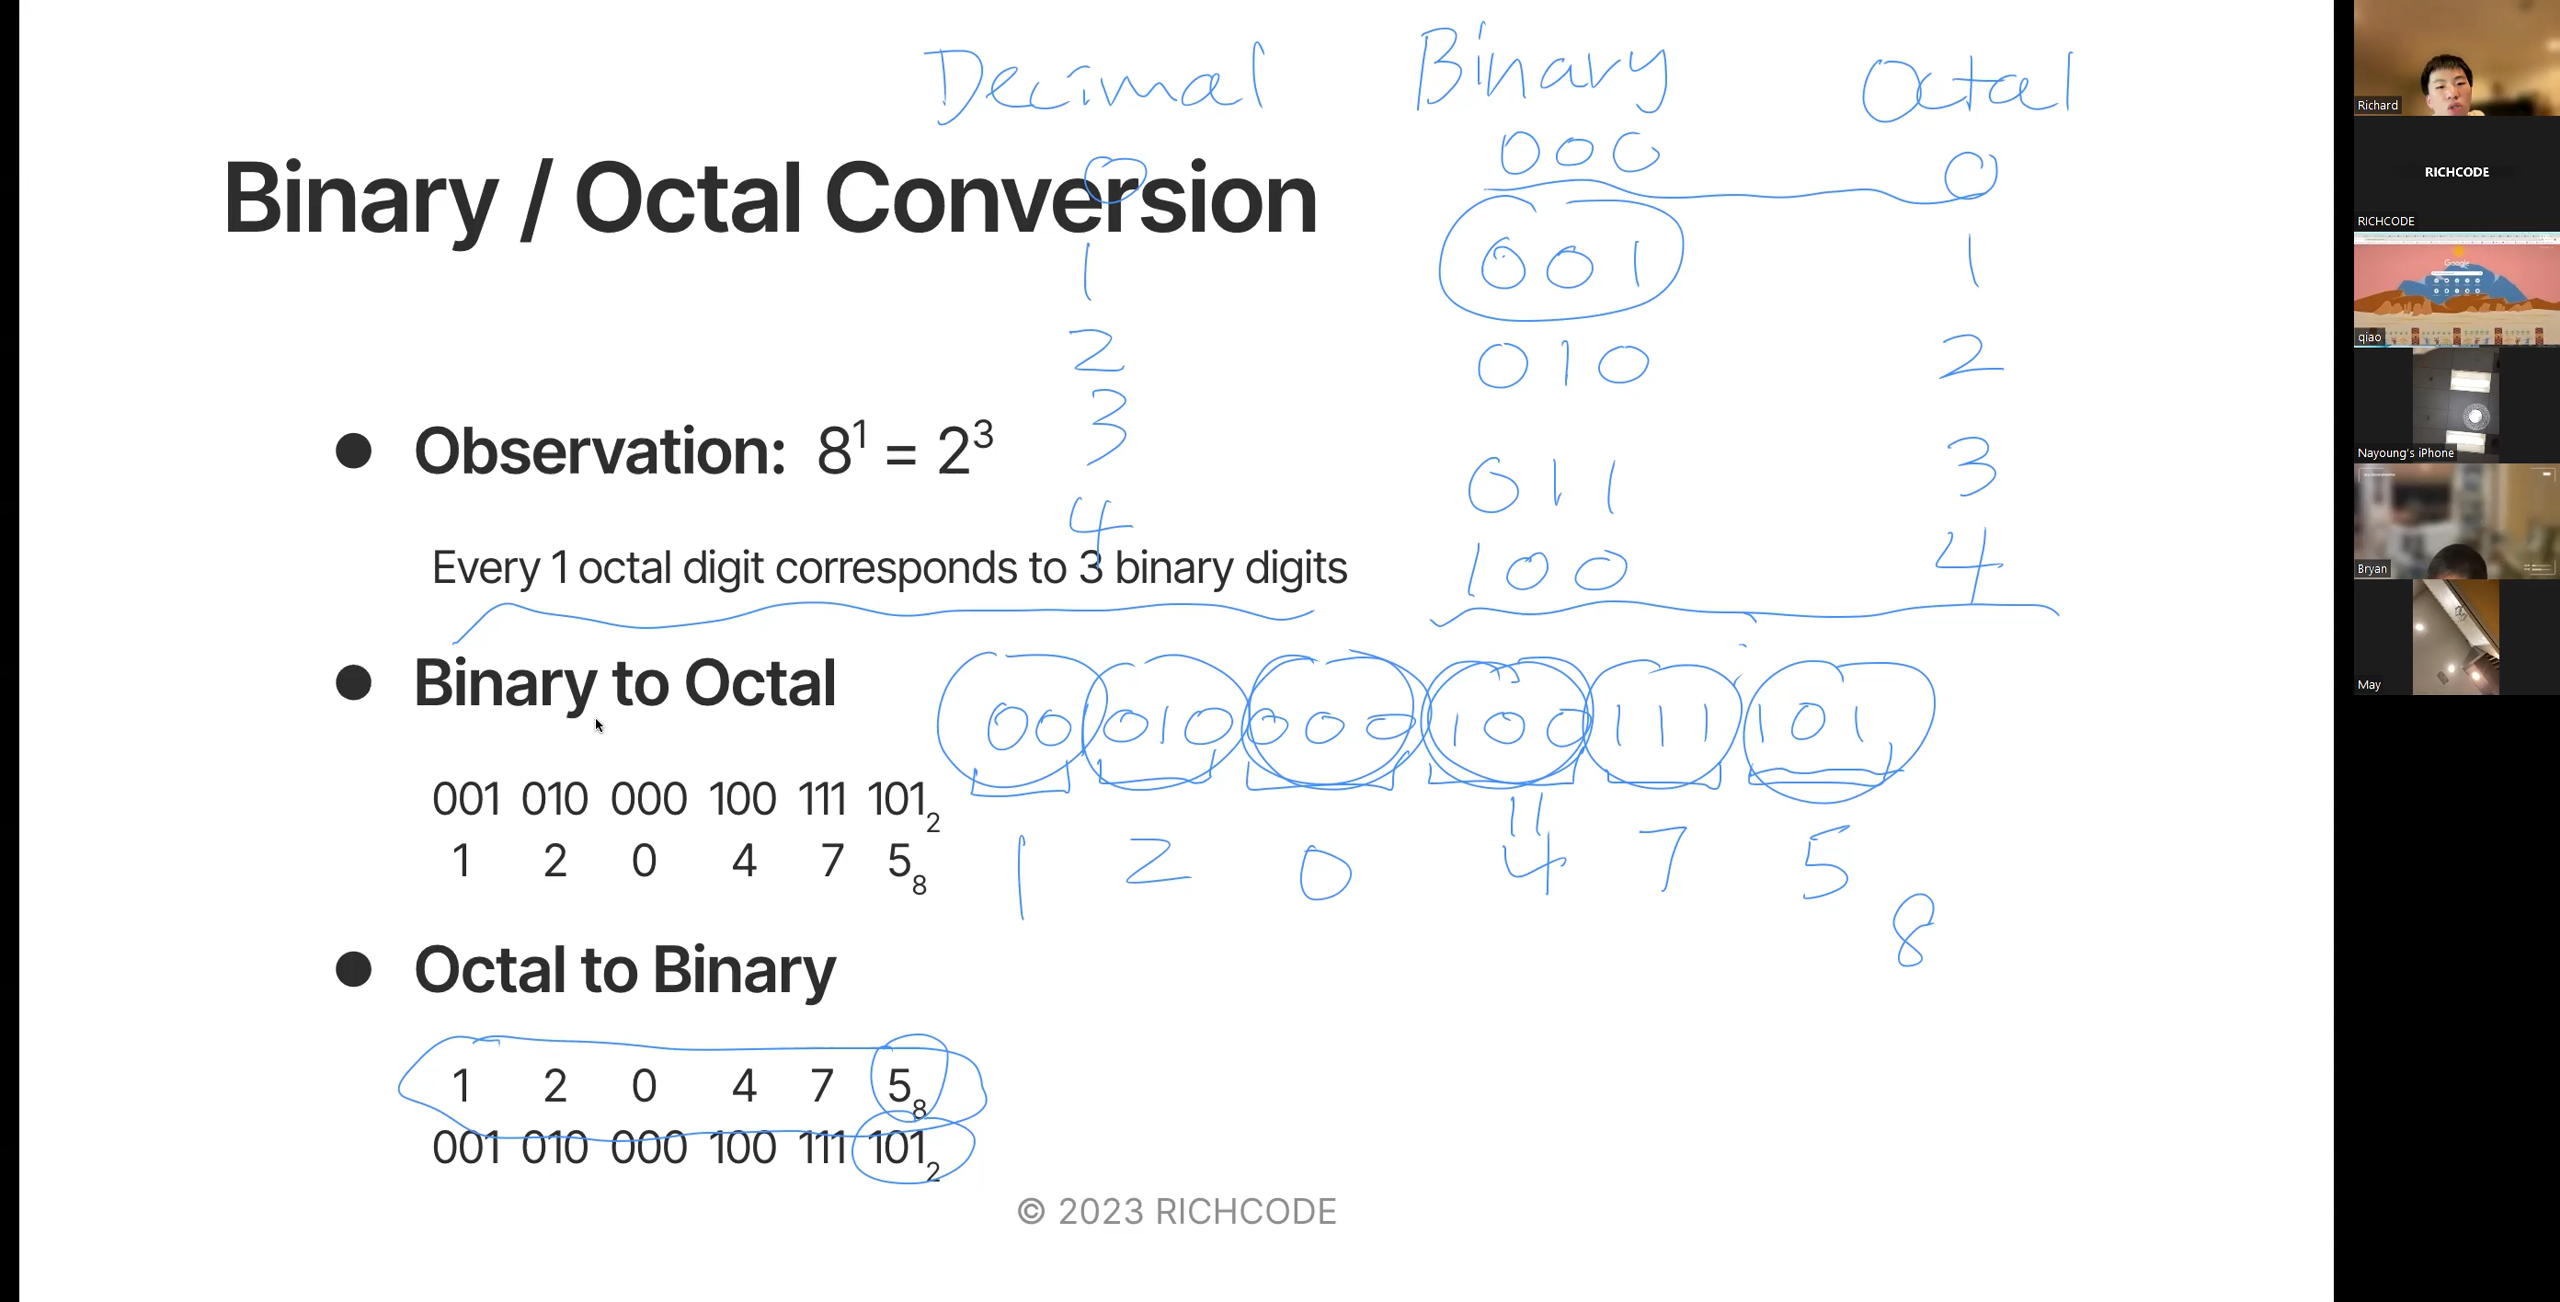 Decimal Binary Octal
0 000 0
Binary / Octal Conversion
1 001 1
2 010 2
● Observation: 8¹ = 2³
3 011 3
4 100 4
Every 1 octal digit corresponds to 3 binary digits
● Binary to Octal
00 010 000 100 111 101
001 010 000 100 111 101₂
1 2 0 4 7 5₈
1 2 0 4 7 5 8
● Octal to Binary
1 2 0 4 7 5₈
001 010 000 100 111 101₂
© 2023 RICHCODE
Richard
RICHCODE
RICHCODE
Google
qiao
Nayoung's iPhone
Bryan
May